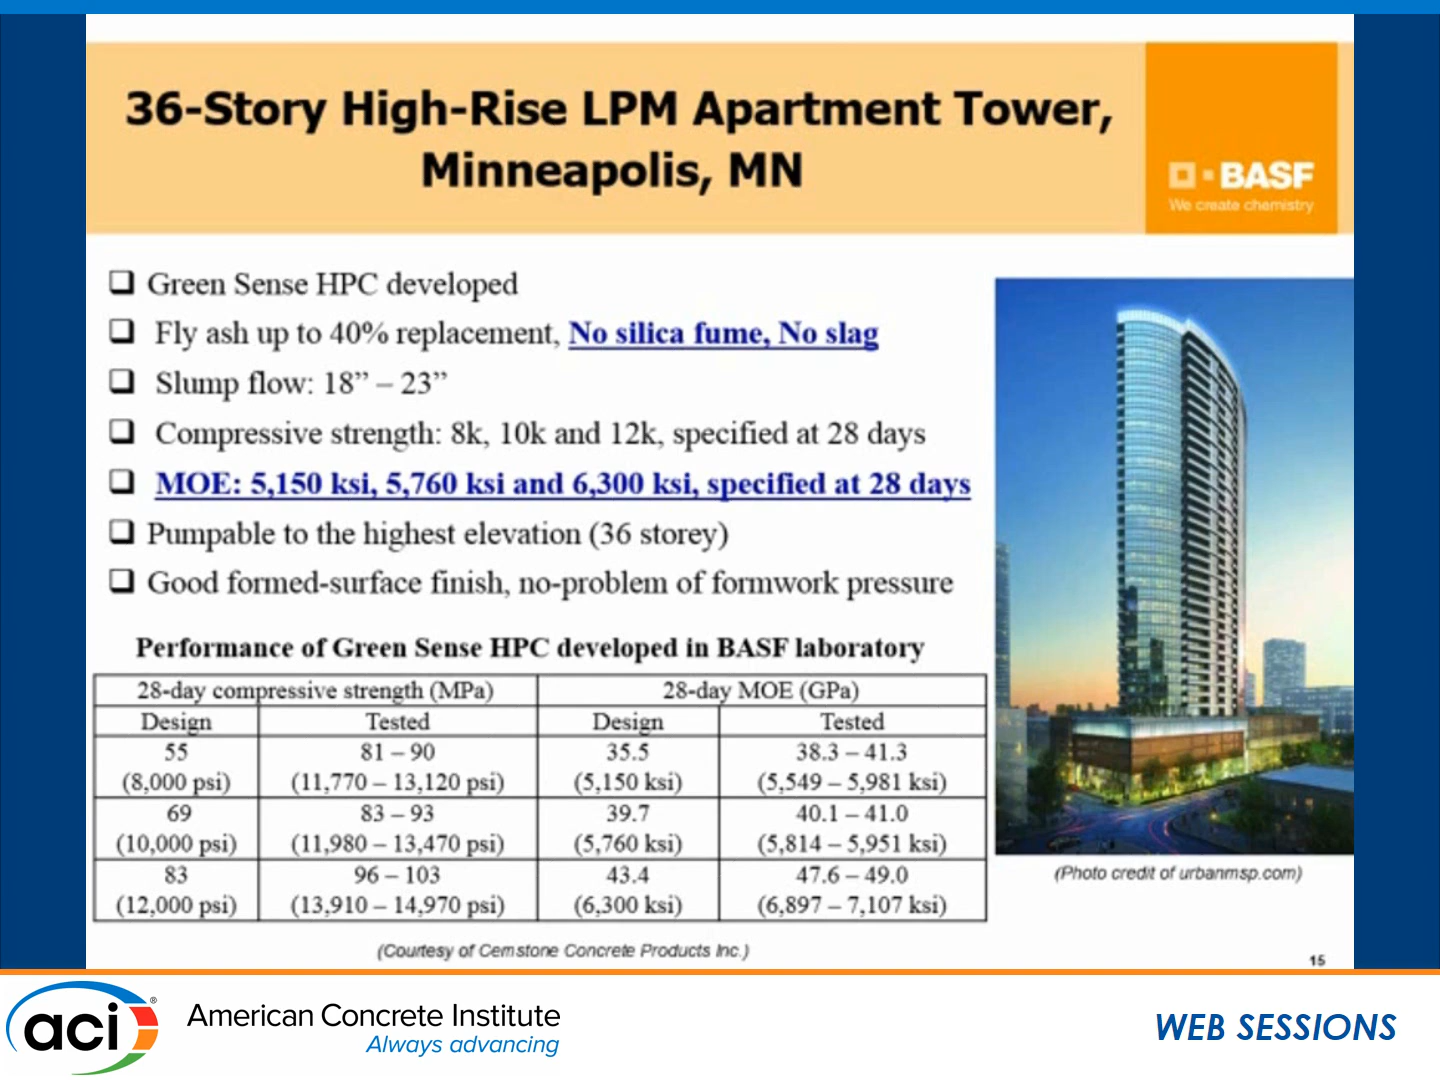 36-Story High-Rise LPM Apartment Tower,
Minneapolis, MN
BASF
We create chemistry
Green Sense HPC developed
Fly ash up to 40% replacement, No silica fume, No slag
Slump flow: 18” – 23”
Compressive strength: 8k, 10k and 12k, specified at 28 days
MOE: 5,150 ksi, 5,760 ksi and 6,300 ksi, specified at 28 days
Pumpable to the highest elevation (36 storey)
Good formed-surface finish, no-problem of formwork pressure
Performance of Green Sense HPC developed in BASF laboratory
28-day compressive strength (MPa) 28-day MOE (GPa)
Design Tested Design Tested
55 81 – 90 35.5 38.3 – 41.3
(8,000 psi) (11,770 – 13,120 psi) (5,150 ksi) (5,549 – 5,981 ksi)
69 83 – 93 39.7 40.1 – 41.0
(10,000 psi) (11,980 – 13,470 psi) (5,760 ksi) (5,814 – 5,951 ksi)
83 96 – 103 43.4 47.6 – 49.0
(12,000 psi) (13,910 – 14,970 psi) (6,300 ksi) (6,897 – 7,107 ksi)
(Photo credit of urbanmsp.com)
(Courtesy of Cemstone Concrete Products Inc.)
15
aci®
American Concrete Institute
Always advancing
WEB SESSIONS